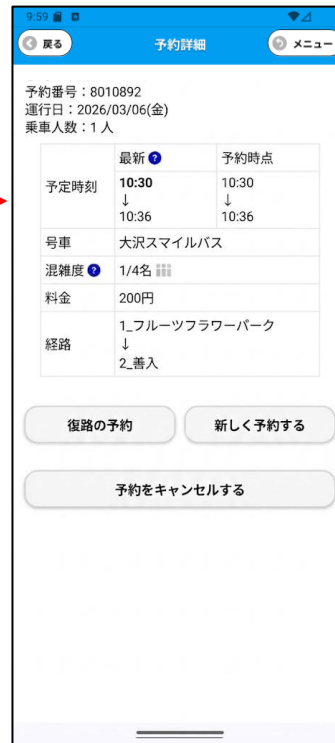 9:59
戻る
予約詳細
メニュー
予約番号：8010892
運行日：2026/03/06(金)
乗車人数：1人
最新 ?
予約時点
予定時刻
10:30
↓
10:36
10:30
↓
10:36
号車
大沢スマイルバス
混雑度 ?
1/4名
料金
200円
経路
1_フルーツフラワーパーク
↓
2_善入
復路の予約
新しく予約する
予約をキャンセルする